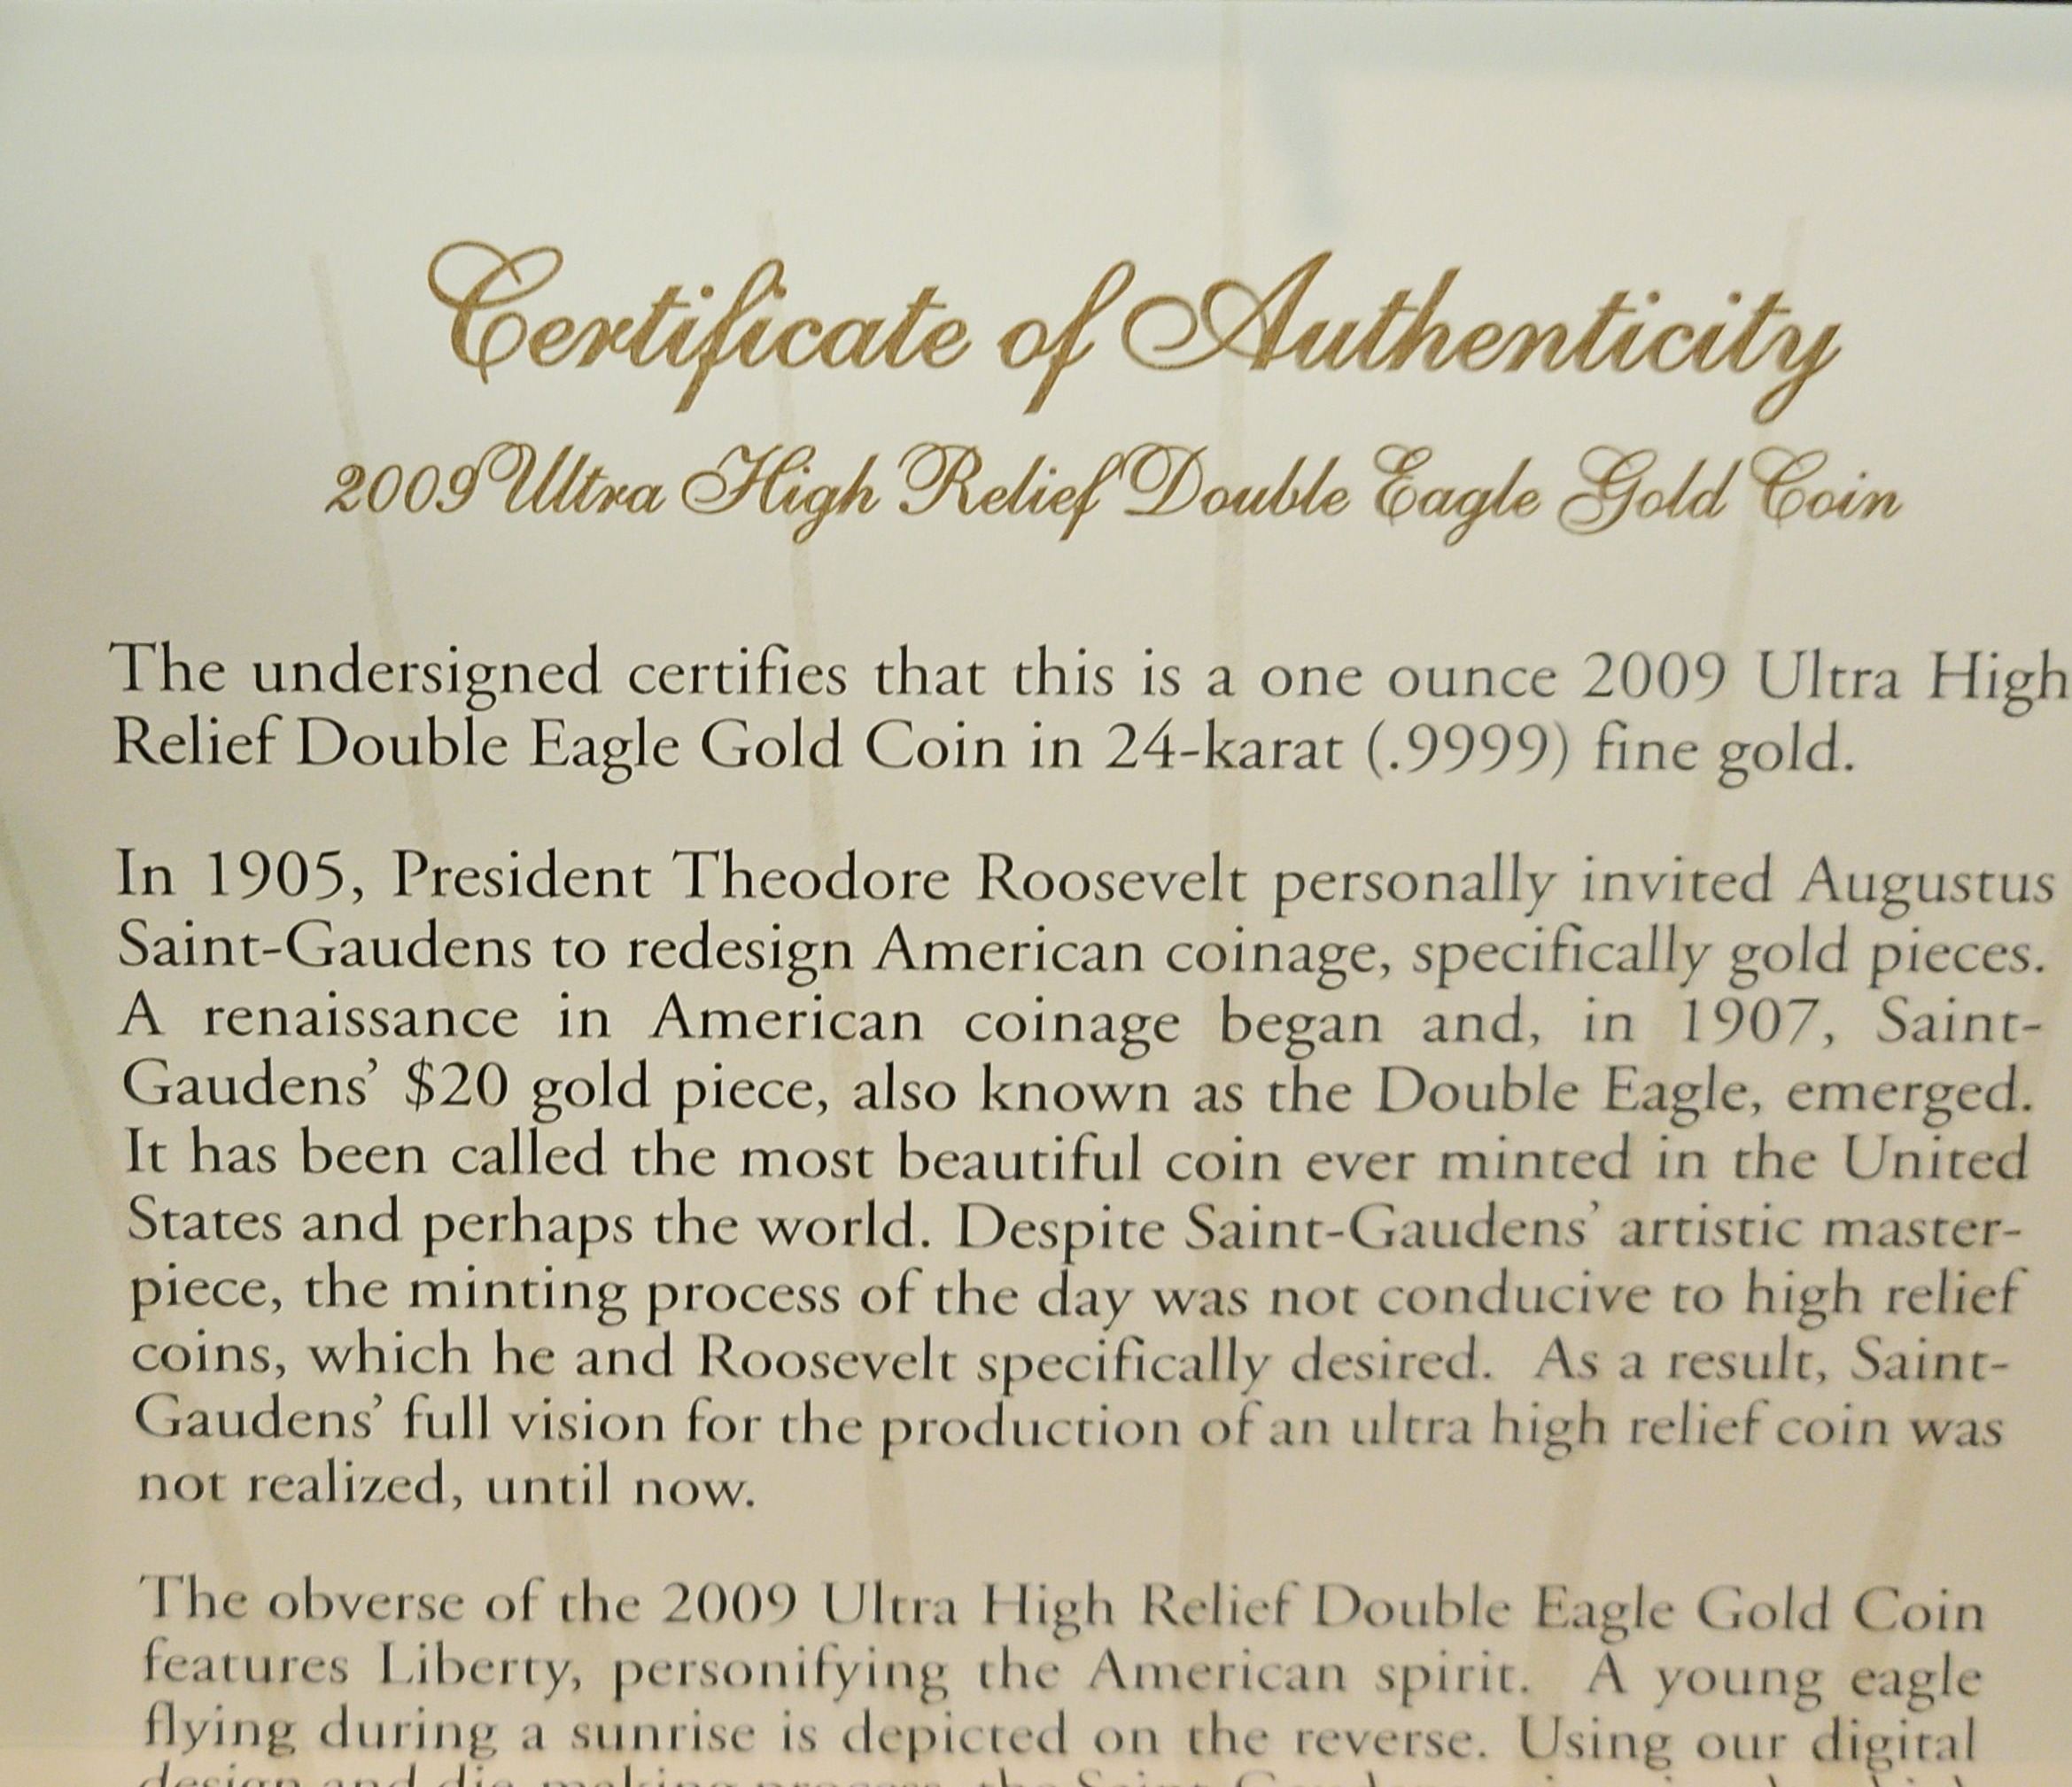 Certificate of Authenticity
2009 Ultra High Relief Double Eagle Gold Coin
The undersigned certifies that this is a one ounce 2009 Ultra High
Relief Double Eagle Gold Coin in 24-karat (.9999) fine gold.
In 1905, President Theodore Roosevelt personally invited Augustus
Saint-Gaudens to redesign American coinage, specifically gold pieces.
A renaissance in American coinage began and, in 1907, Saint-
Gaudens’ $20 gold piece, also known as the Double Eagle, emerged.
It has been called the most beautiful coin ever minted in the United
States and perhaps the world. Despite Saint-Gaudens’ artistic master-
piece, the minting process of the day was not conducive to high relief
coins, which he and Roosevelt specifically desired. As a result, Saint-
Gaudens’ full vision for the production of an ultra high relief coin was
not realized, until now.
The obverse of the 2009 Ultra High Relief Double Eagle Gold Coin
features Liberty, personifying the American spirit. A young eagle
flying during a sunrise is depicted on the reverse. Using our digital
design and die-making process, the